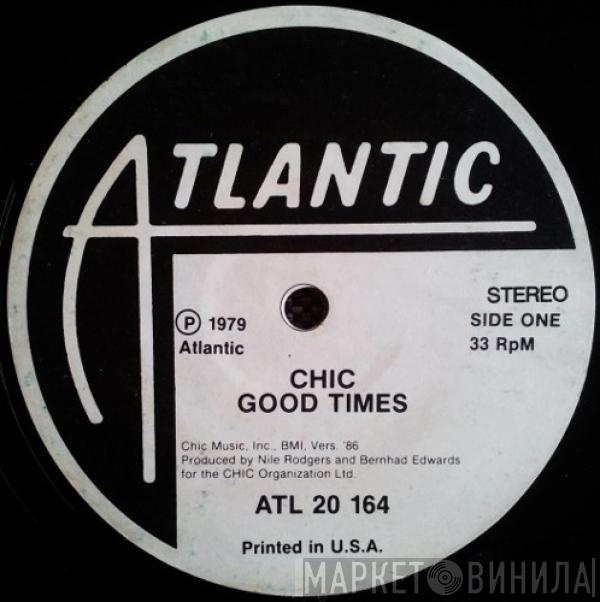 ATLANTIC
STEREO
℗ 1979
SIDE ONE
Atlantic
33 RpM
CHIC
GOOD TIMES
Chic Music, Inc., BMI, Vers. '86
Produced by Nile Rodgers and Bernhad Edwards
for the CHIC Organization Ltd.
ATL 20 164
Printed in U.S.A.
МАРКЕТ ВИНИЛА